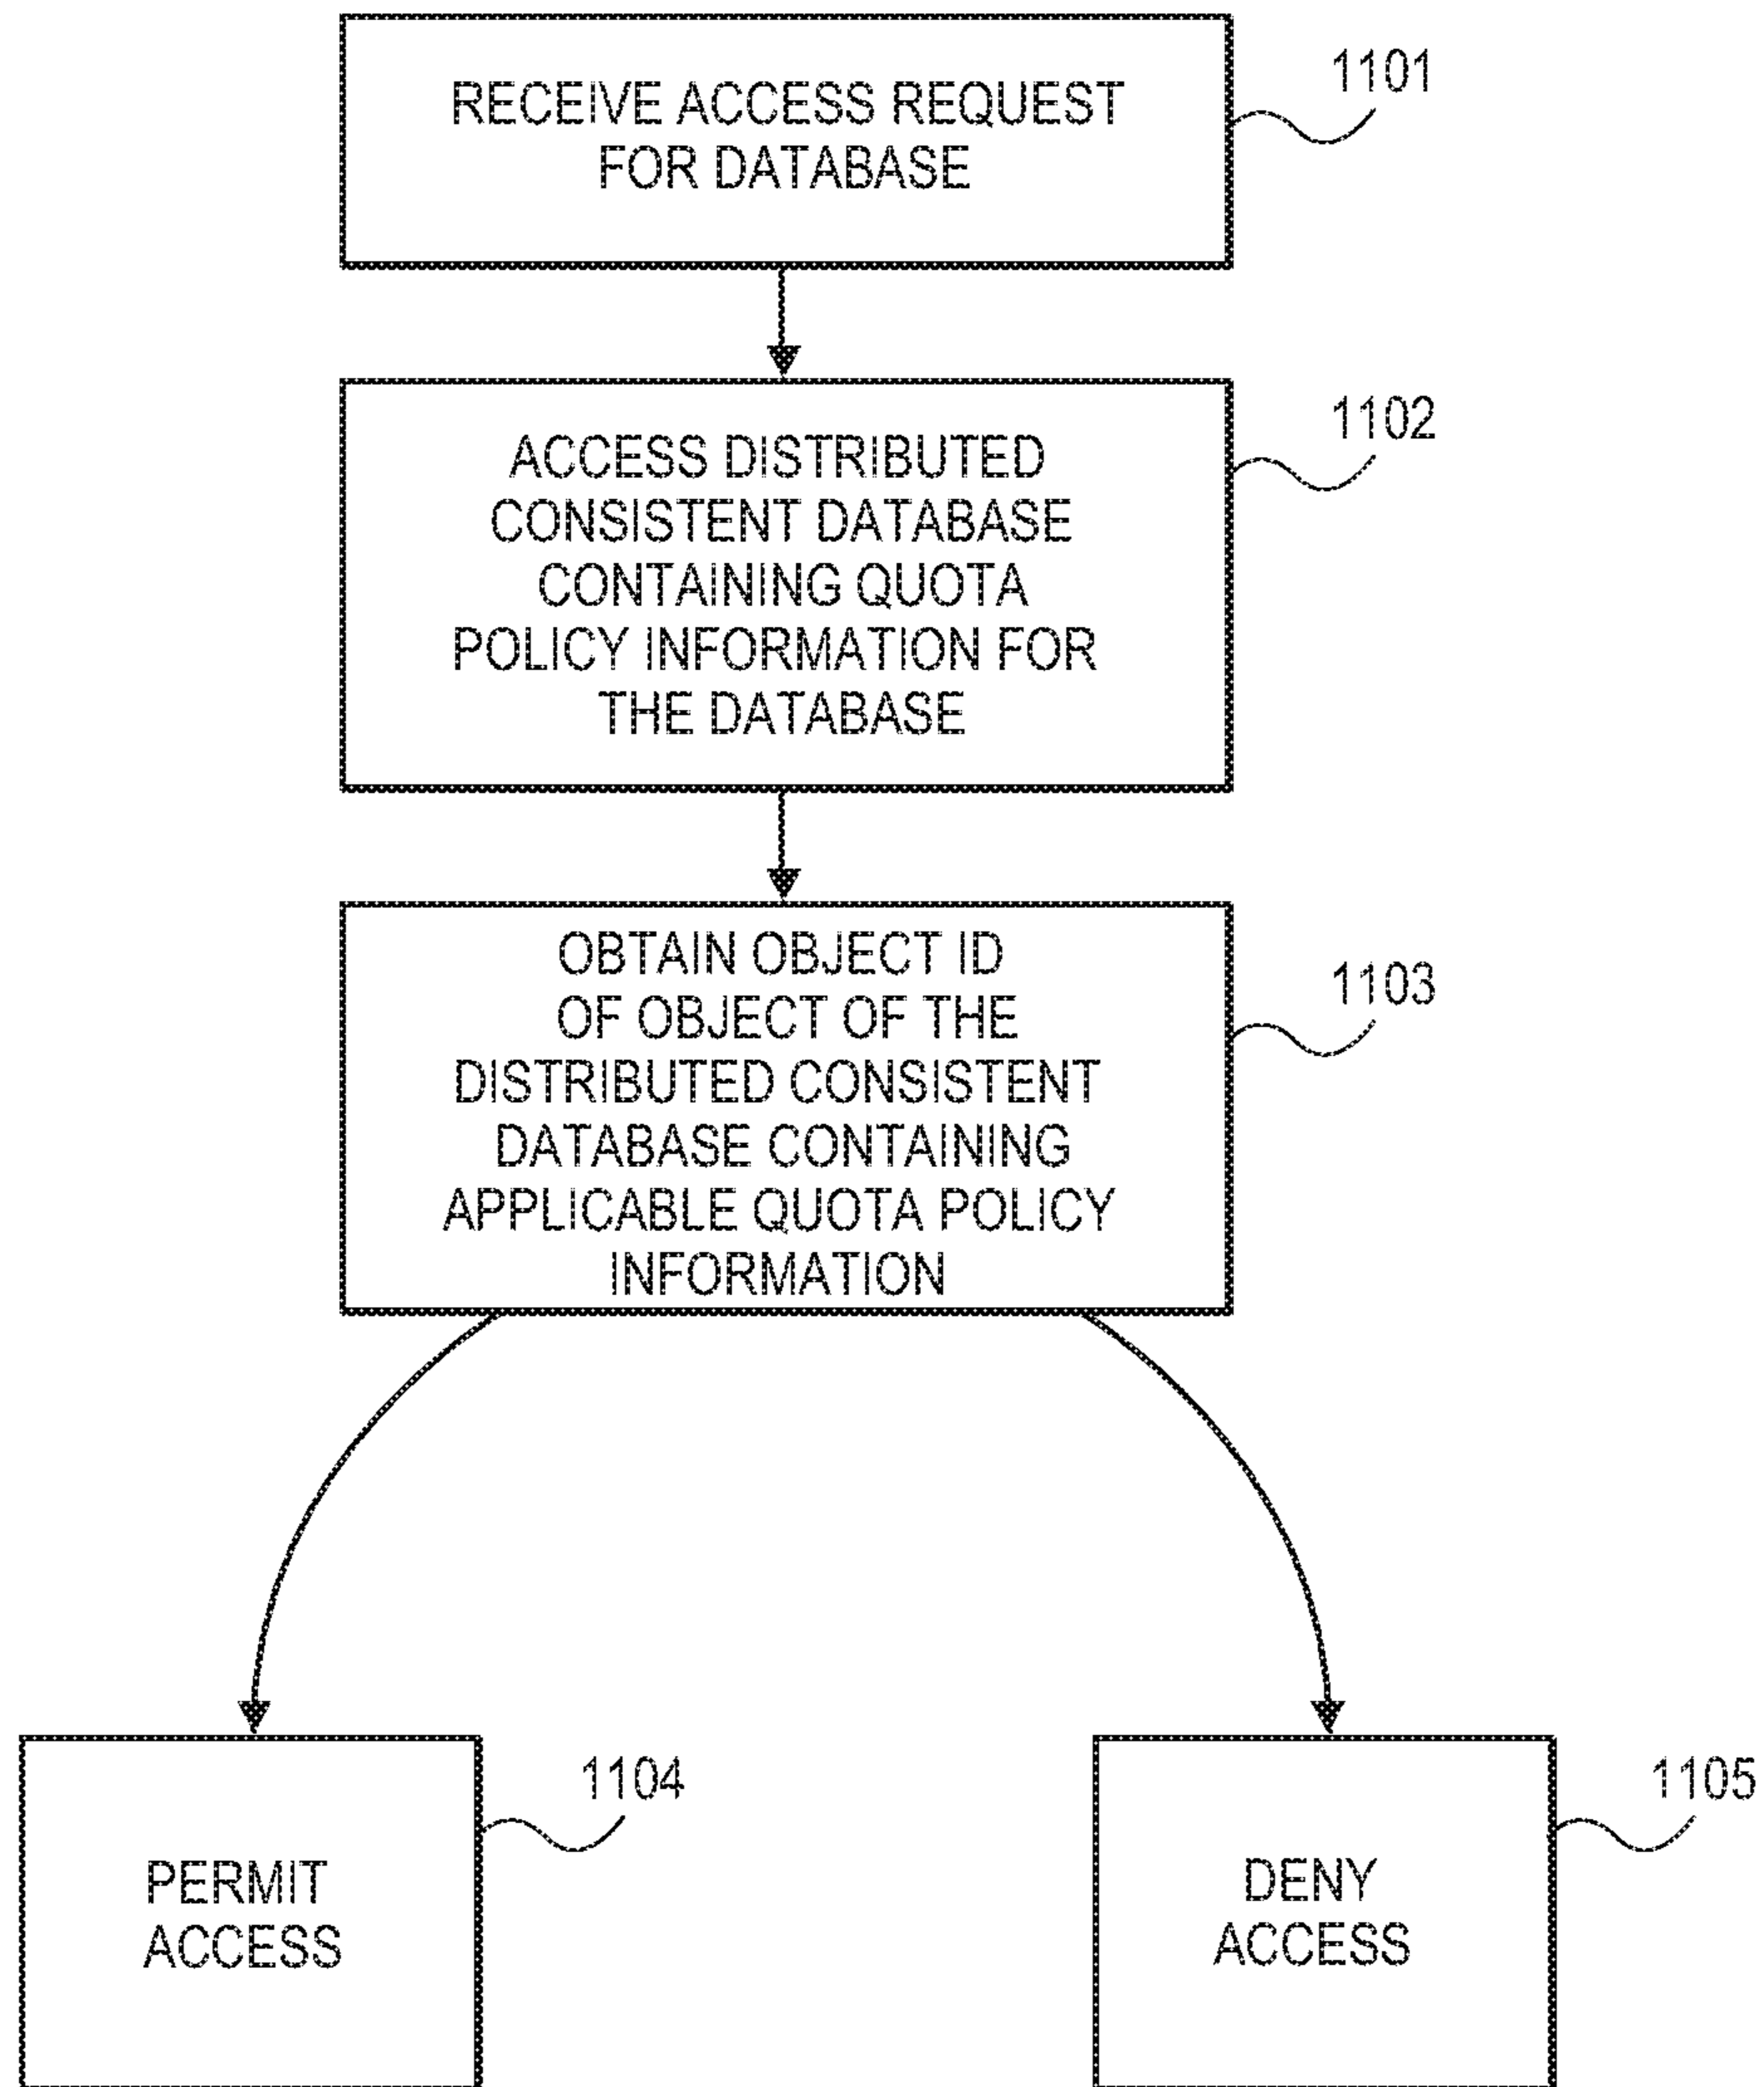 RECEIVE ACCESS REQUEST
FOR DATABASE
1101
ACCESS DISTRIBUTED
CONSISTENT DATABASE
CONTAINING QUOTA
POLICY INFORMATION FOR
THE DATABASE
1102
OBTAIN OBJECT ID
OF OBJECT OF THE
DISTRIBUTED CONSISTENT
DATABASE CONTAINING
APPLICABLE QUOTA POLICY
INFORMATION
1103
PERMIT
ACCESS
1104
DENY
ACCESS
1105